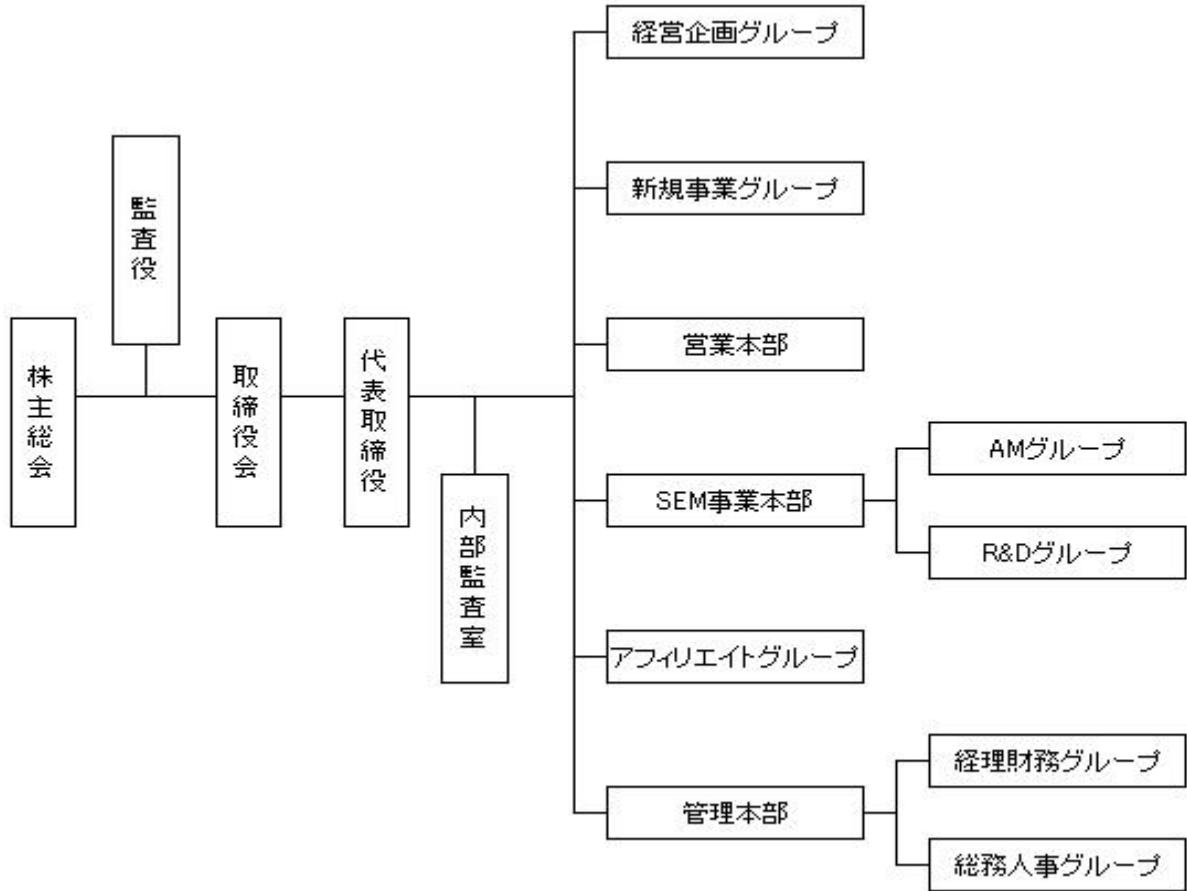 株主総会
監査役
取締役会
代表取締役
内部監査室
経営企画グループ
新規事業グループ
営業本部
SEM事業本部
AMグループ
R&Dグループ
アフィリエイトグループ
管理本部
経理財務グループ
総務人事グループ